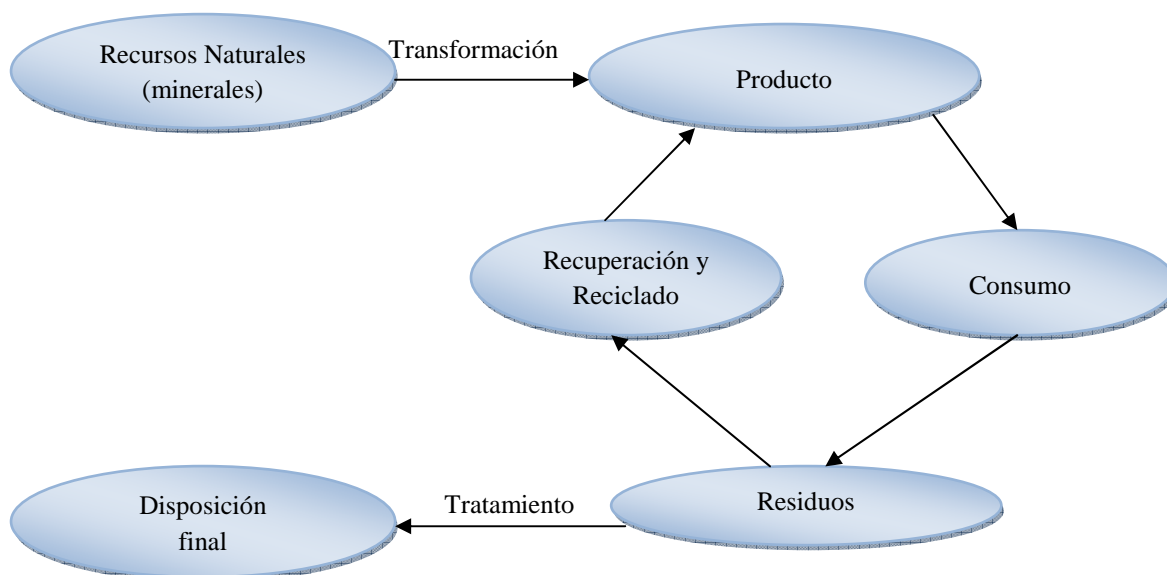 Recursos Naturales
(minerales)
Transformación
Producto
Recuperación y
Reciclado
Consumo
Disposición
final
Tratamiento
Residuos